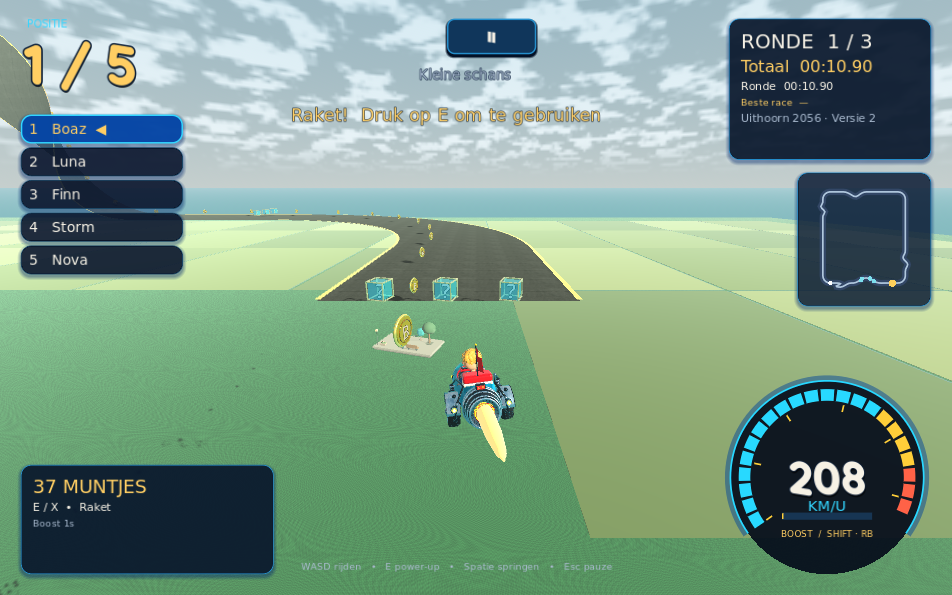 POSITIE
1 / 5
1 Boaz ◀
2 Luna
3 Finn
4 Storm
5 Nova
Kleine schans
Raket! Druk op E om te gebruiken
RONDE 1 / 3
Totaal 00:10.90
Ronde 00:10.90
Beste race —
Uithoorn 2056 · Versie 2
? ? ?
37 MUNTJES
E / X • Raket
Boost 1s
208
KM/U
BOOST / SHIFT · RB
WASD rijden • E power-up • Spatie springen • Esc pauze